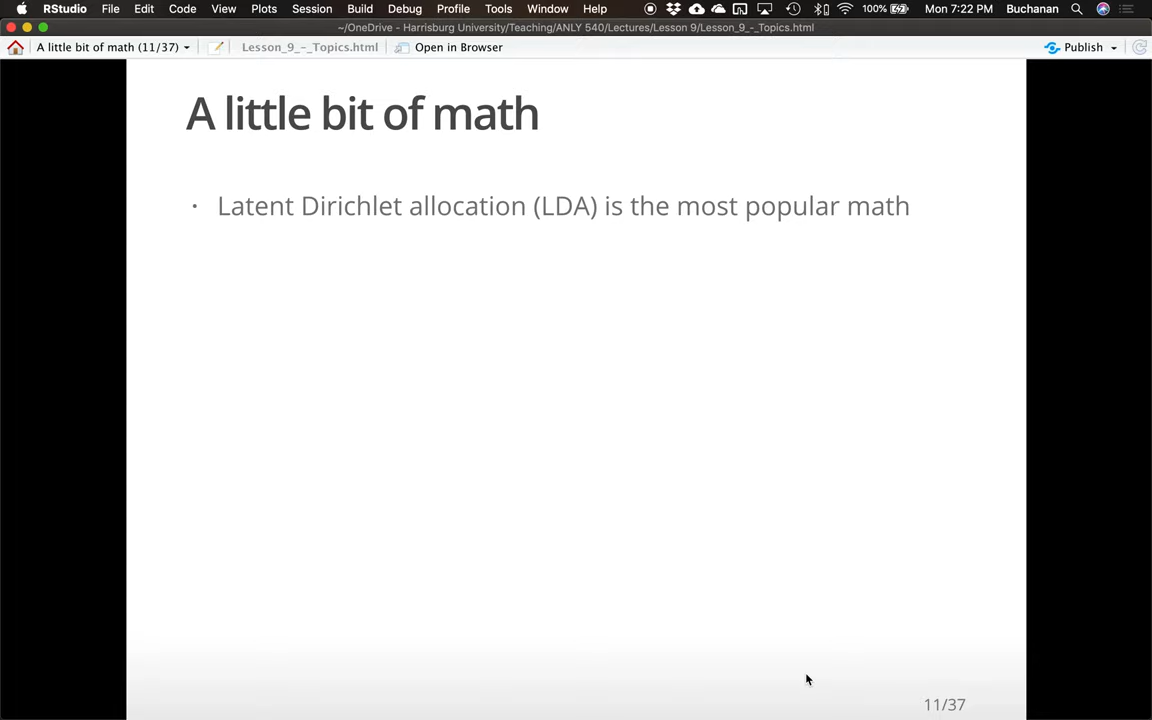 RStudio File Edit Code View Plots Session Build Debug Profile Tools Window Help 100% Mon 7:22 PM Buchanan
~/OneDrive - Harrisburg University/Teaching/ANLY 540/Lectures/Lesson 9/Lesson_9_-_Topics.html
A little bit of math (11/37) Lesson_9_-_Topics.html Open in Browser Publish
A little bit of math
· Latent Dirichlet allocation (LDA) is the most popular math
11/37